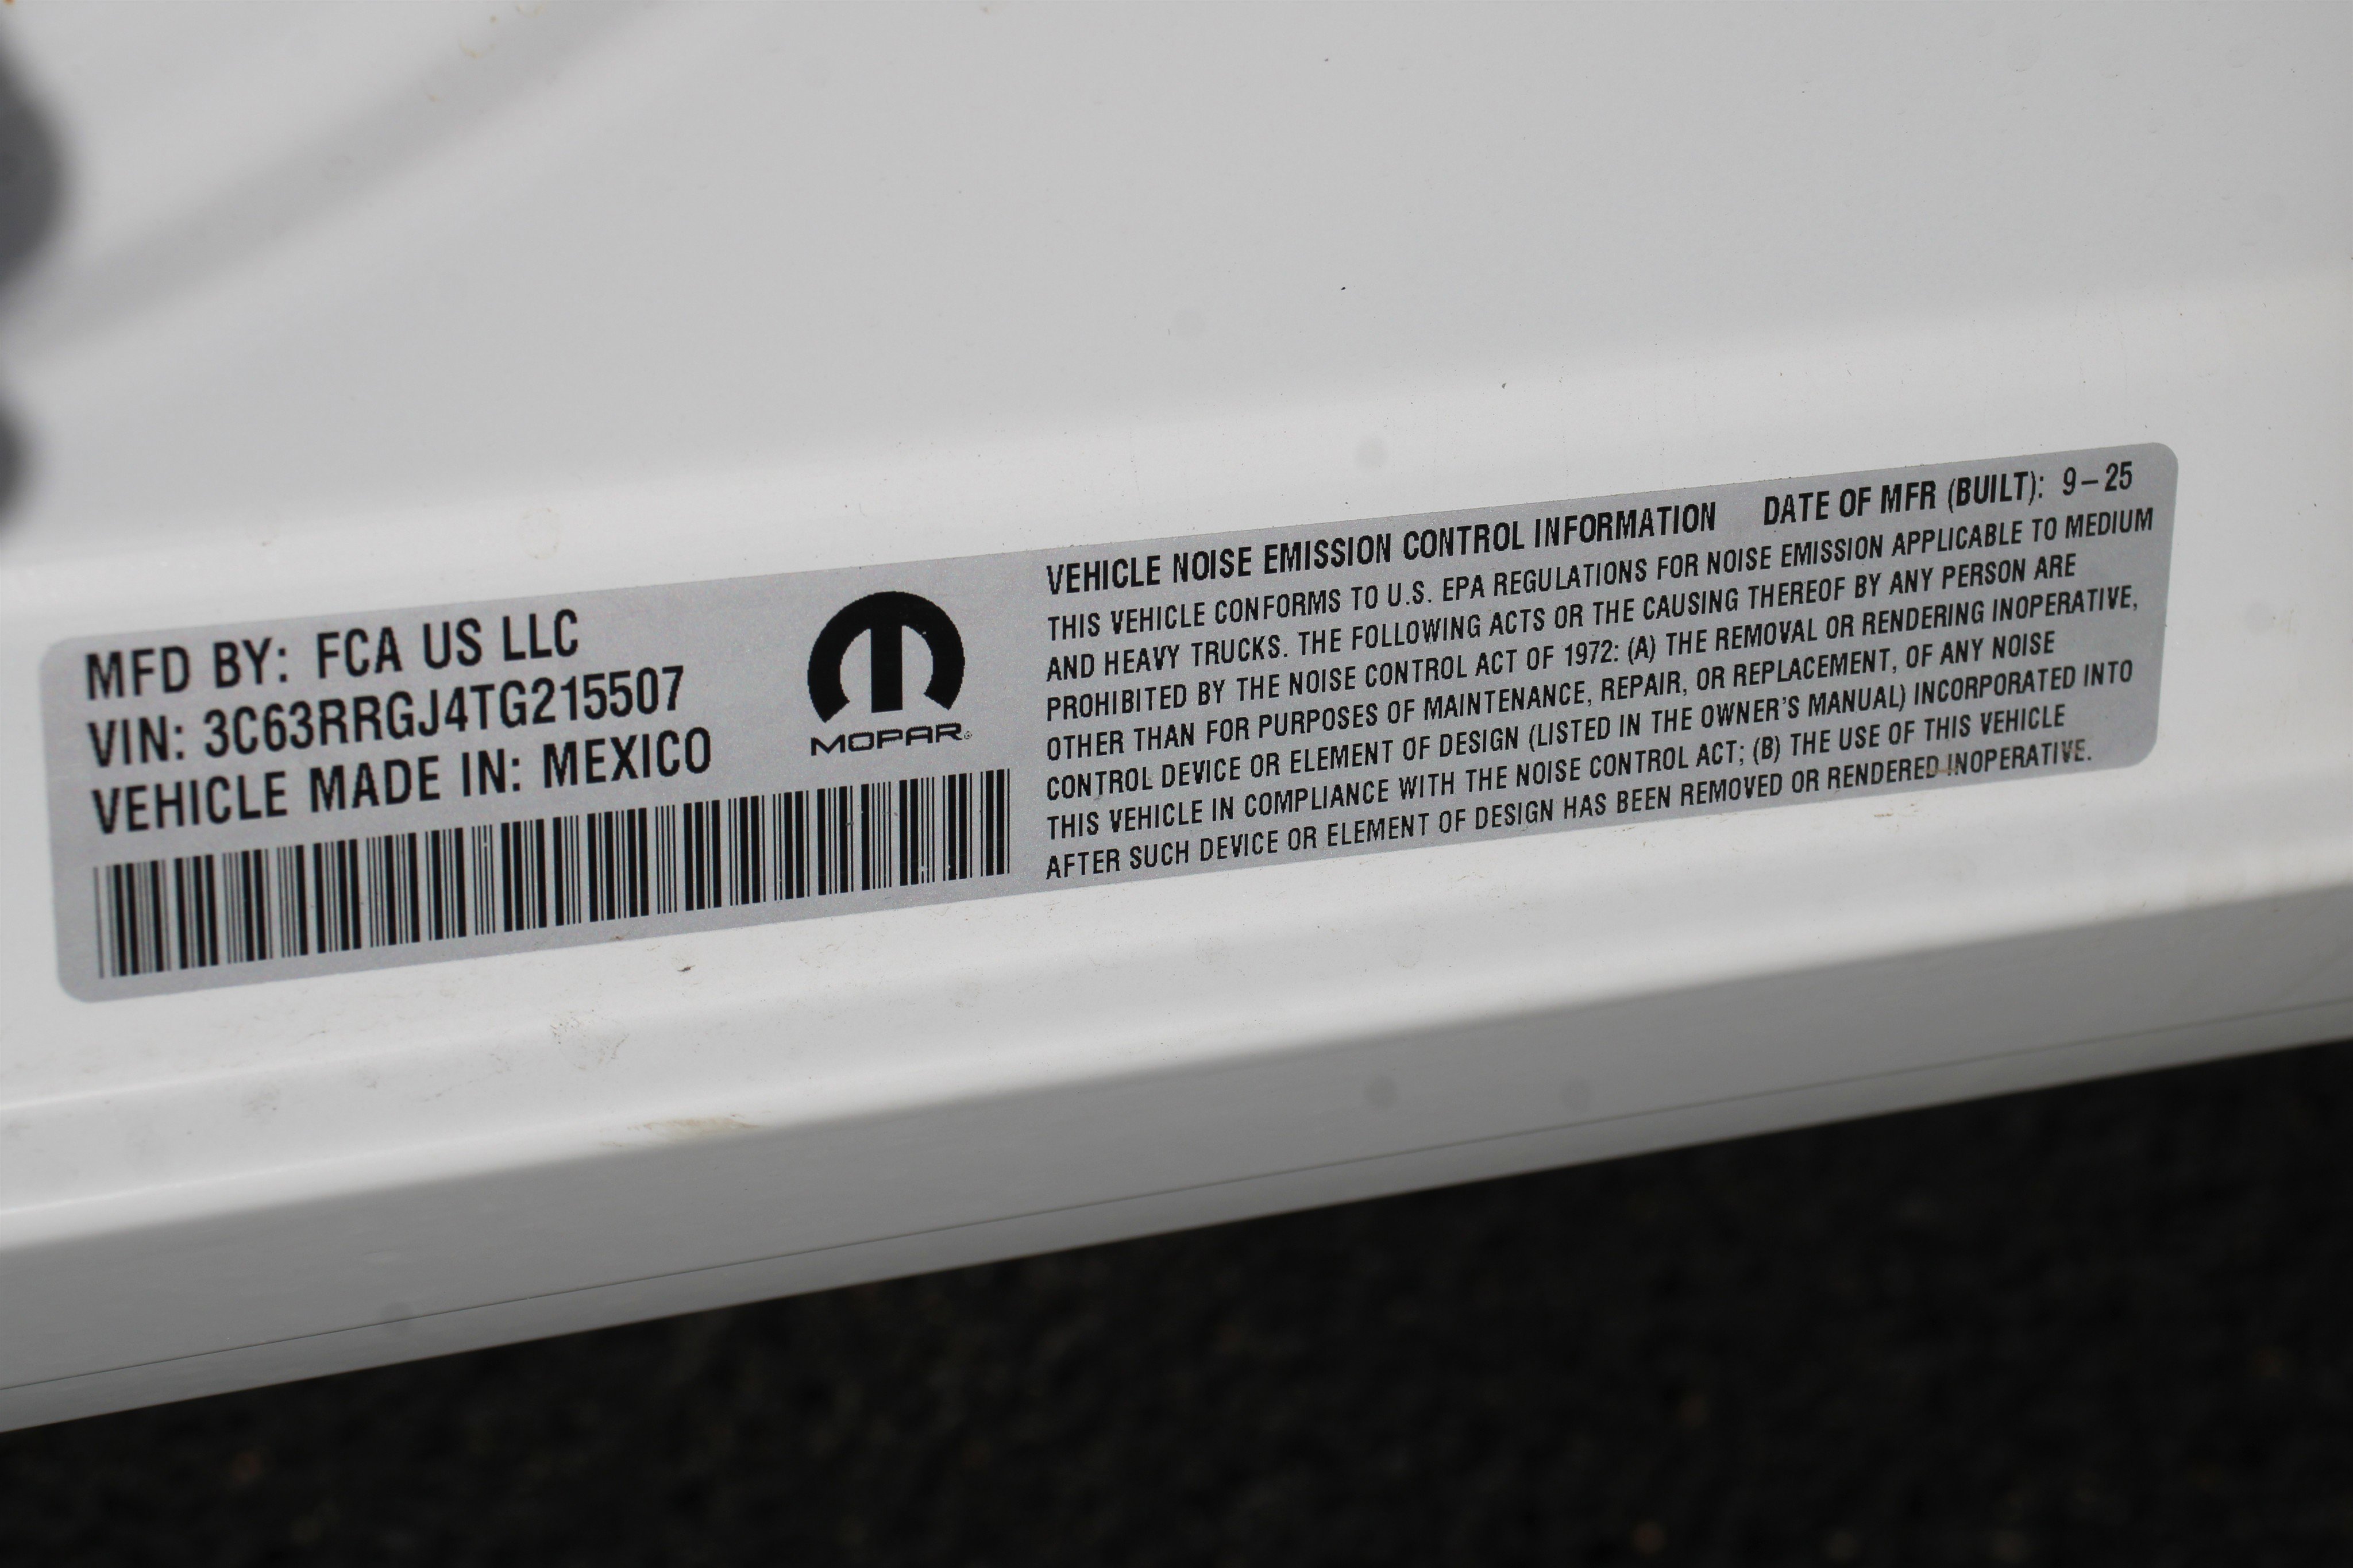 MFD BY: FCA US LLC
VIN: 3C63RRGJ4TG215507
VEHICLE MADE IN: MEXICO
MOPAR®
VEHICLE NOISE EMISSION CONTROL INFORMATION DATE OF MFR (BUILT): 9–25
THIS VEHICLE CONFORMS TO U.S. EPA REGULATIONS FOR NOISE EMISSION APPLICABLE TO MEDIUM
AND HEAVY TRUCKS. THE FOLLOWING ACTS OR THE CAUSING THEREOF BY ANY PERSON ARE
PROHIBITED BY THE NOISE CONTROL ACT OF 1972: (A) THE REMOVAL OR RENDERING INOPERATIVE,
OTHER THAN FOR PURPOSES OF MAINTENANCE, REPAIR, OR REPLACEMENT, OF ANY NOISE
CONTROL DEVICE OR ELEMENT OF DESIGN (LISTED IN THE OWNER'S MANUAL) INCORPORATED INTO
THIS VEHICLE IN COMPLIANCE WITH THE NOISE CONTROL ACT; (B) THE USE OF THIS VEHICLE
AFTER SUCH DEVICE OR ELEMENT OF DESIGN HAS BEEN REMOVED OR RENDERED INOPERATIVE.